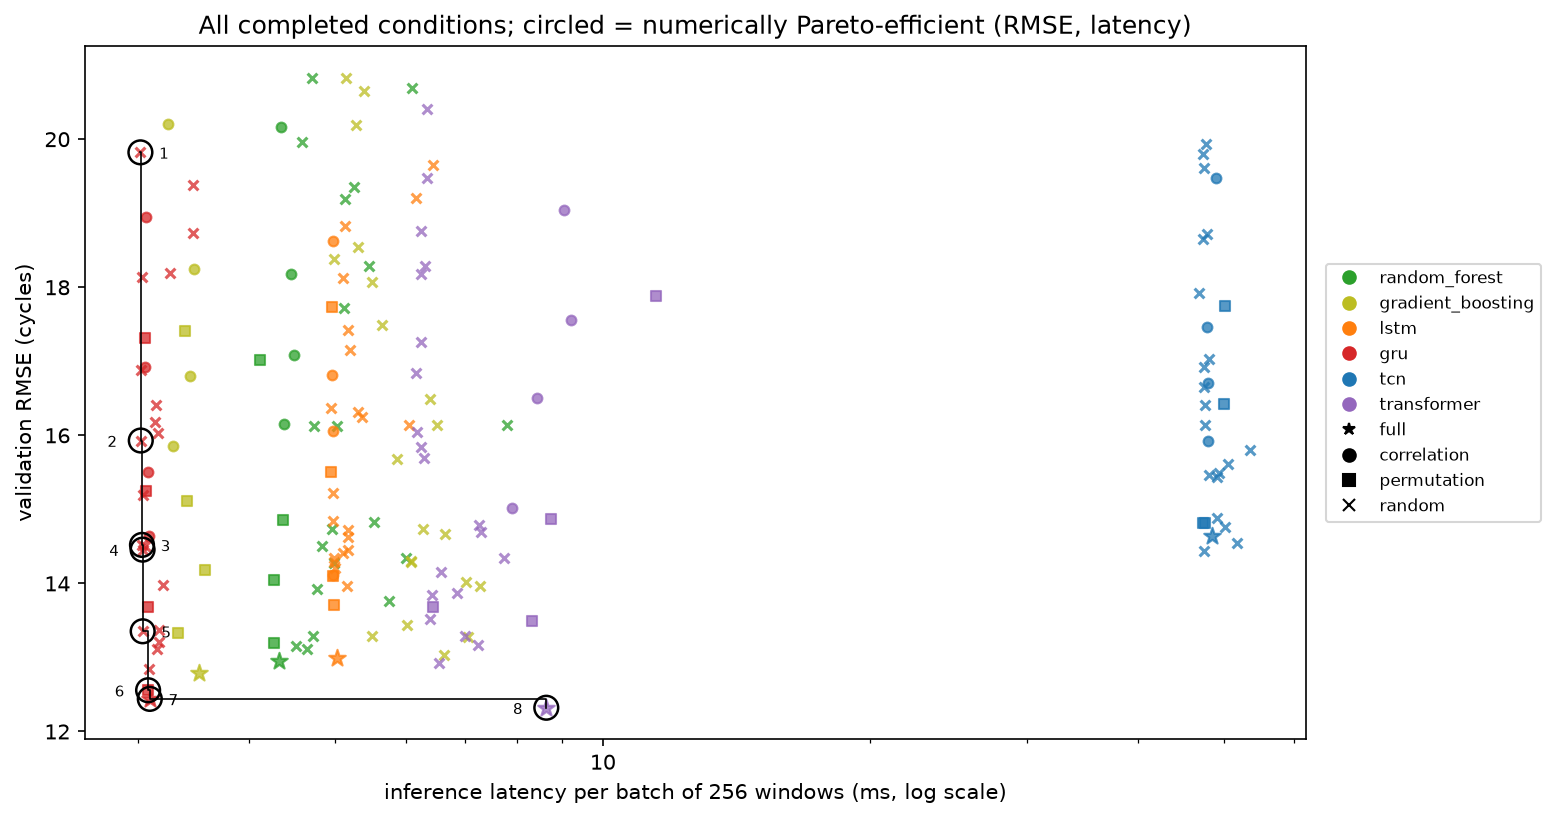 All completed conditions; circled = numerically Pareto-efficient (RMSE, latency)
validation RMSE (cycles)
20
18
16
14
12
1
2
3
4
5
6
7
8
10
inference latency per batch of 256 windows (ms, log scale)
random_forest
gradient_boosting
lstm
gru
tcn
transformer
full
correlation
permutation
random